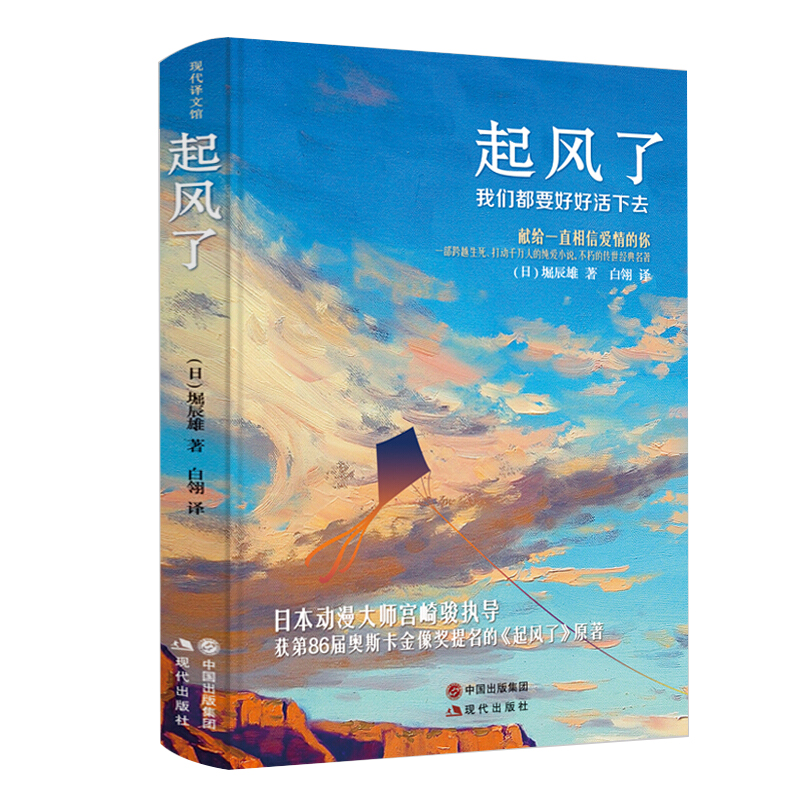 现代译文馆
起风了
(日)堀辰雄 著 白翎 译
现代出版社
中国出版集团
起风了
我们都要好好活下去
献给一直相信爱情的你
一部跨越生死、打动千万人的纯爱小说,不朽的传世经典名著
(日)堀辰雄 著 白翎 译
日本动漫大师宫崎骏执导
获第86届奥斯卡金像奖提名的《起风了》原著
中国出版集团
现代出版社